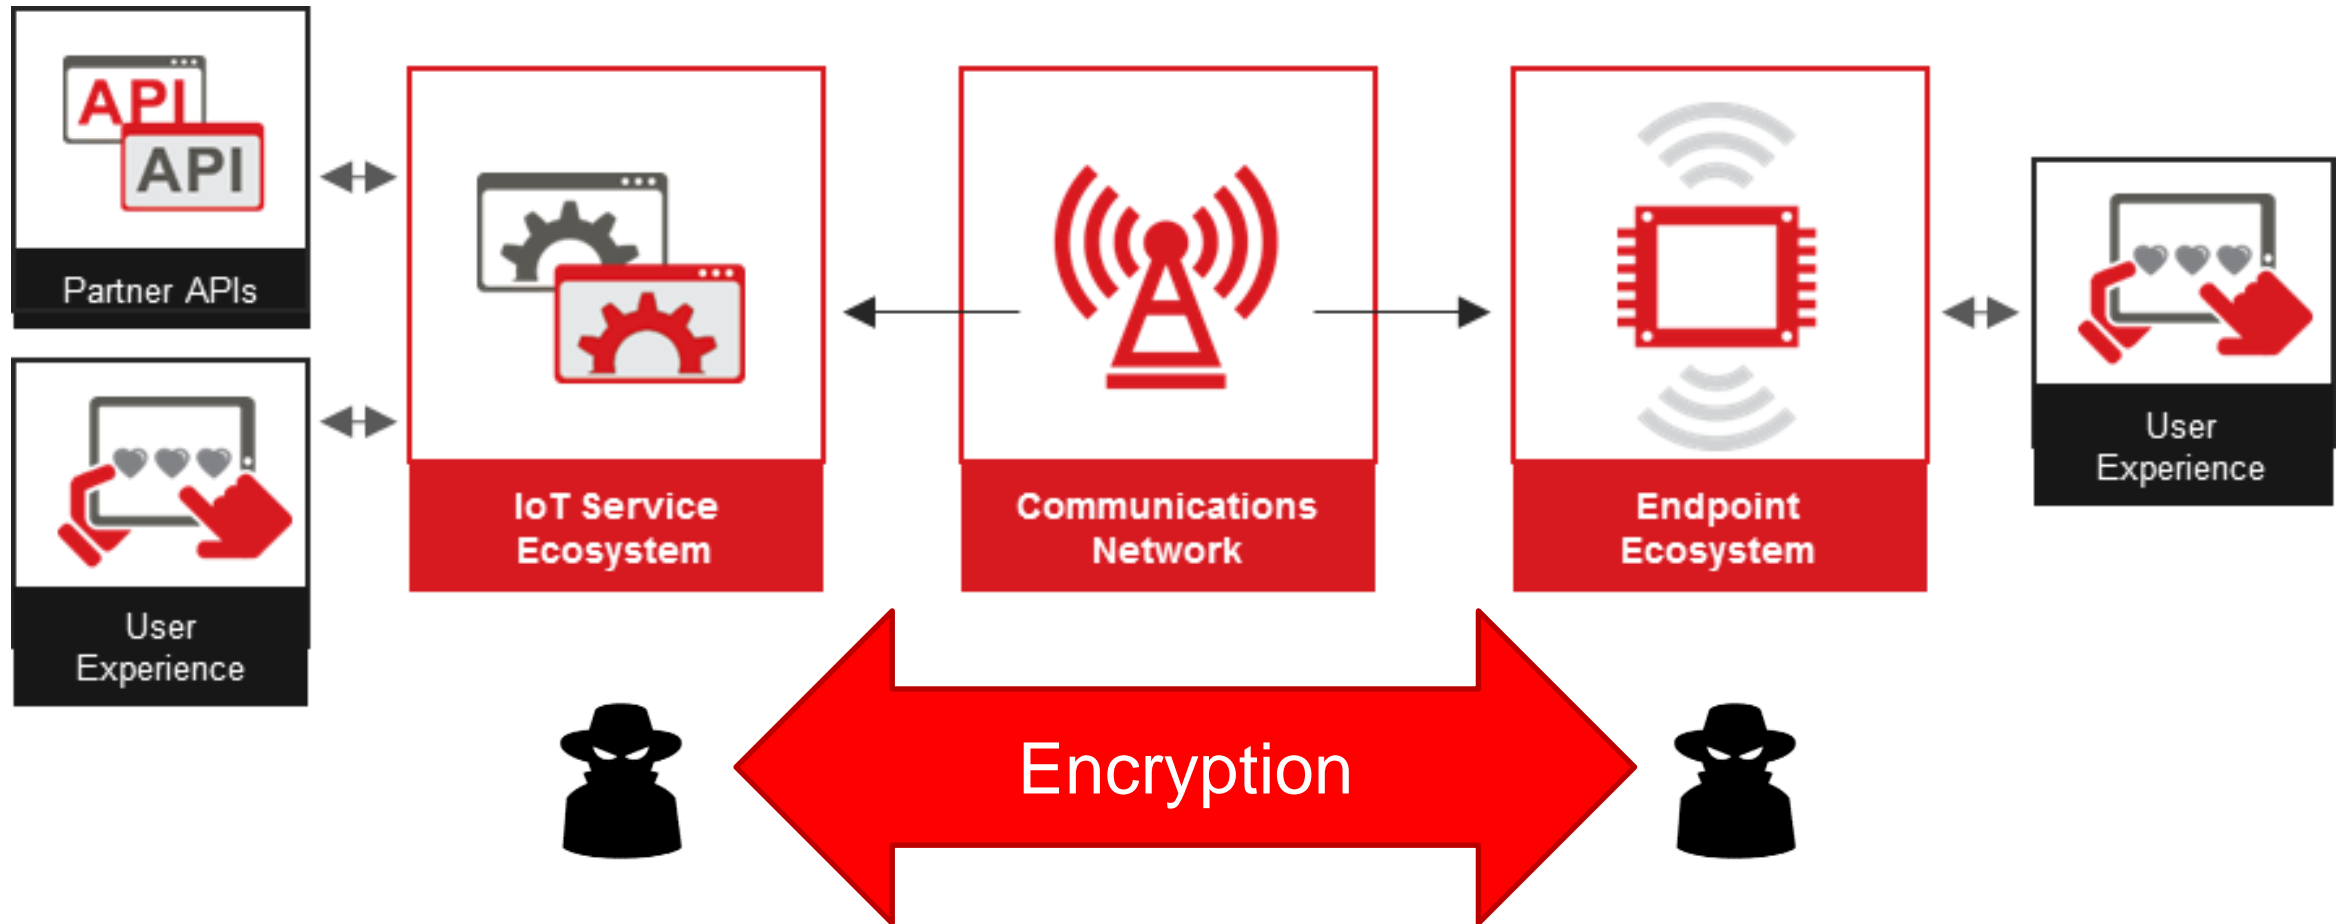 API
API
Partner APIs
User
Experience
IoT Service
Ecosystem
Communications
Network
Endpoint
Ecosystem
User
Experience
Encryption